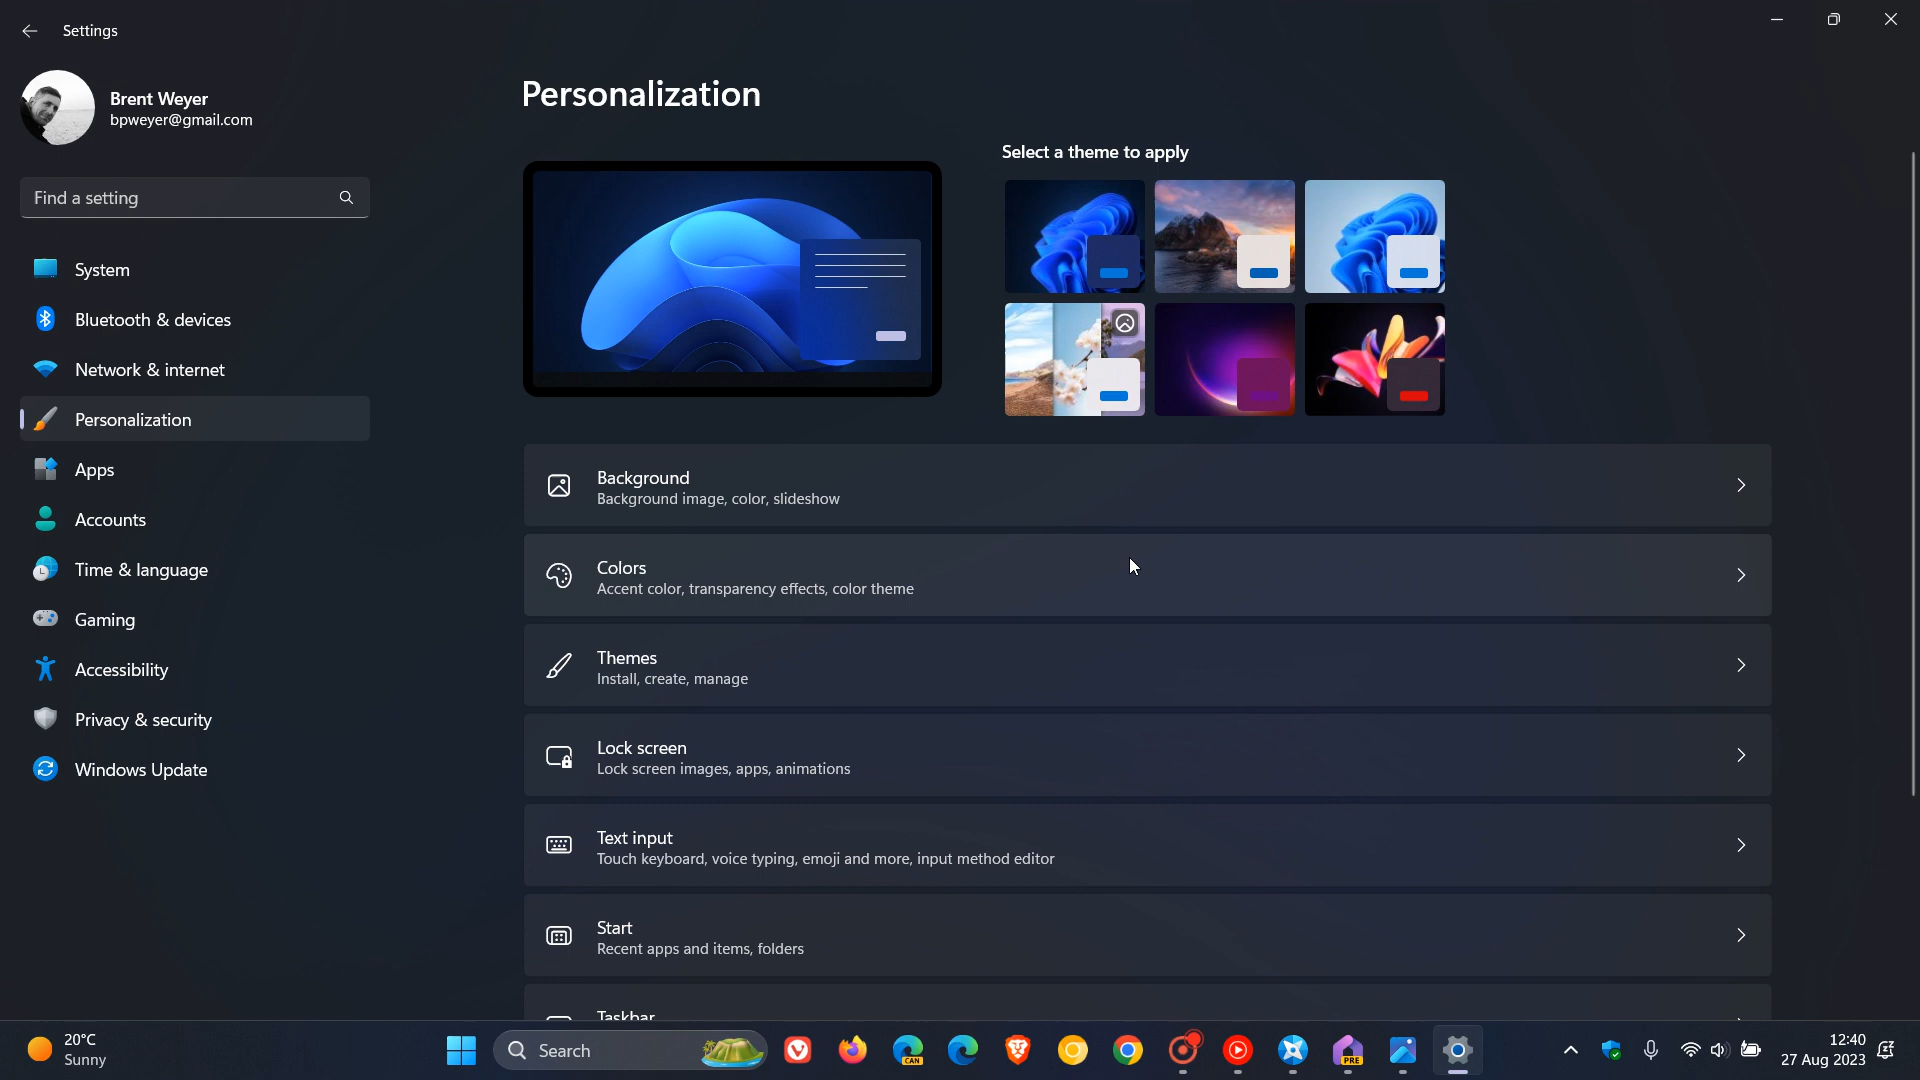 Settings
Brent Weyer
bpweyer@gmail.com
Find a setting
System
Bluetooth & devices
Network & internet
Personalization
Apps
Accounts
Time & language
Gaming
Accessibility
Privacy & security
Windows Update
Personalization
Select a theme to apply
Background
Background image, color, slideshow
Colors
Accent color, transparency effects, color theme
Themes
Install, create, manage
Lock screen
Lock screen images, apps, animations
Text input
Touch keyboard, voice typing, emoji and more, input method editor
Start
Recent apps and items, folders
Taskbar
20°C
Sunny
Search
CAN
PRE
12:40
27 Aug 2023